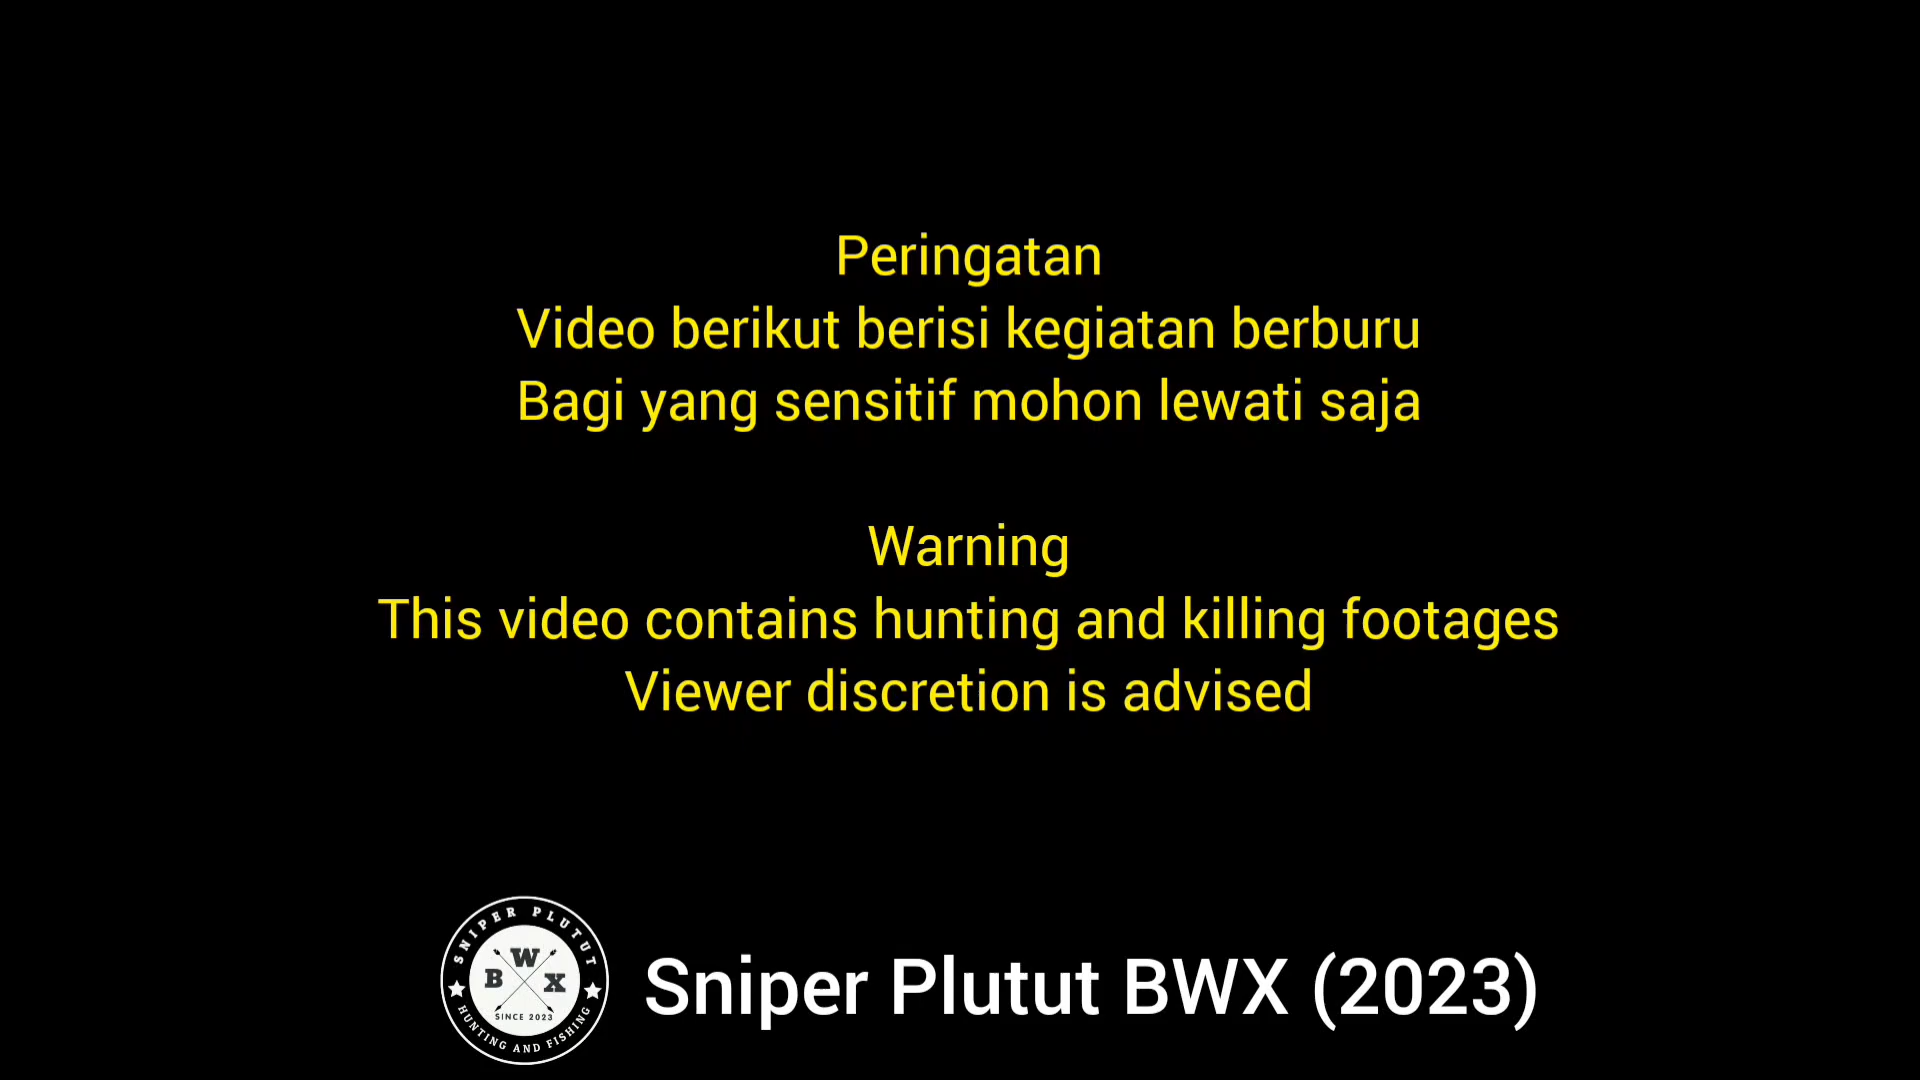 Peringatan
Video berikut berisi kegiatan berburu
Bagi yang sensitif mohon lewati saja
Warning
This video contains hunting and killing footages
Viewer discretion is advised
SNIPER PLUTUT
W
B X
SINCE 2023
HUNTING AND FISHING
Sniper Plutut BWX (2023)